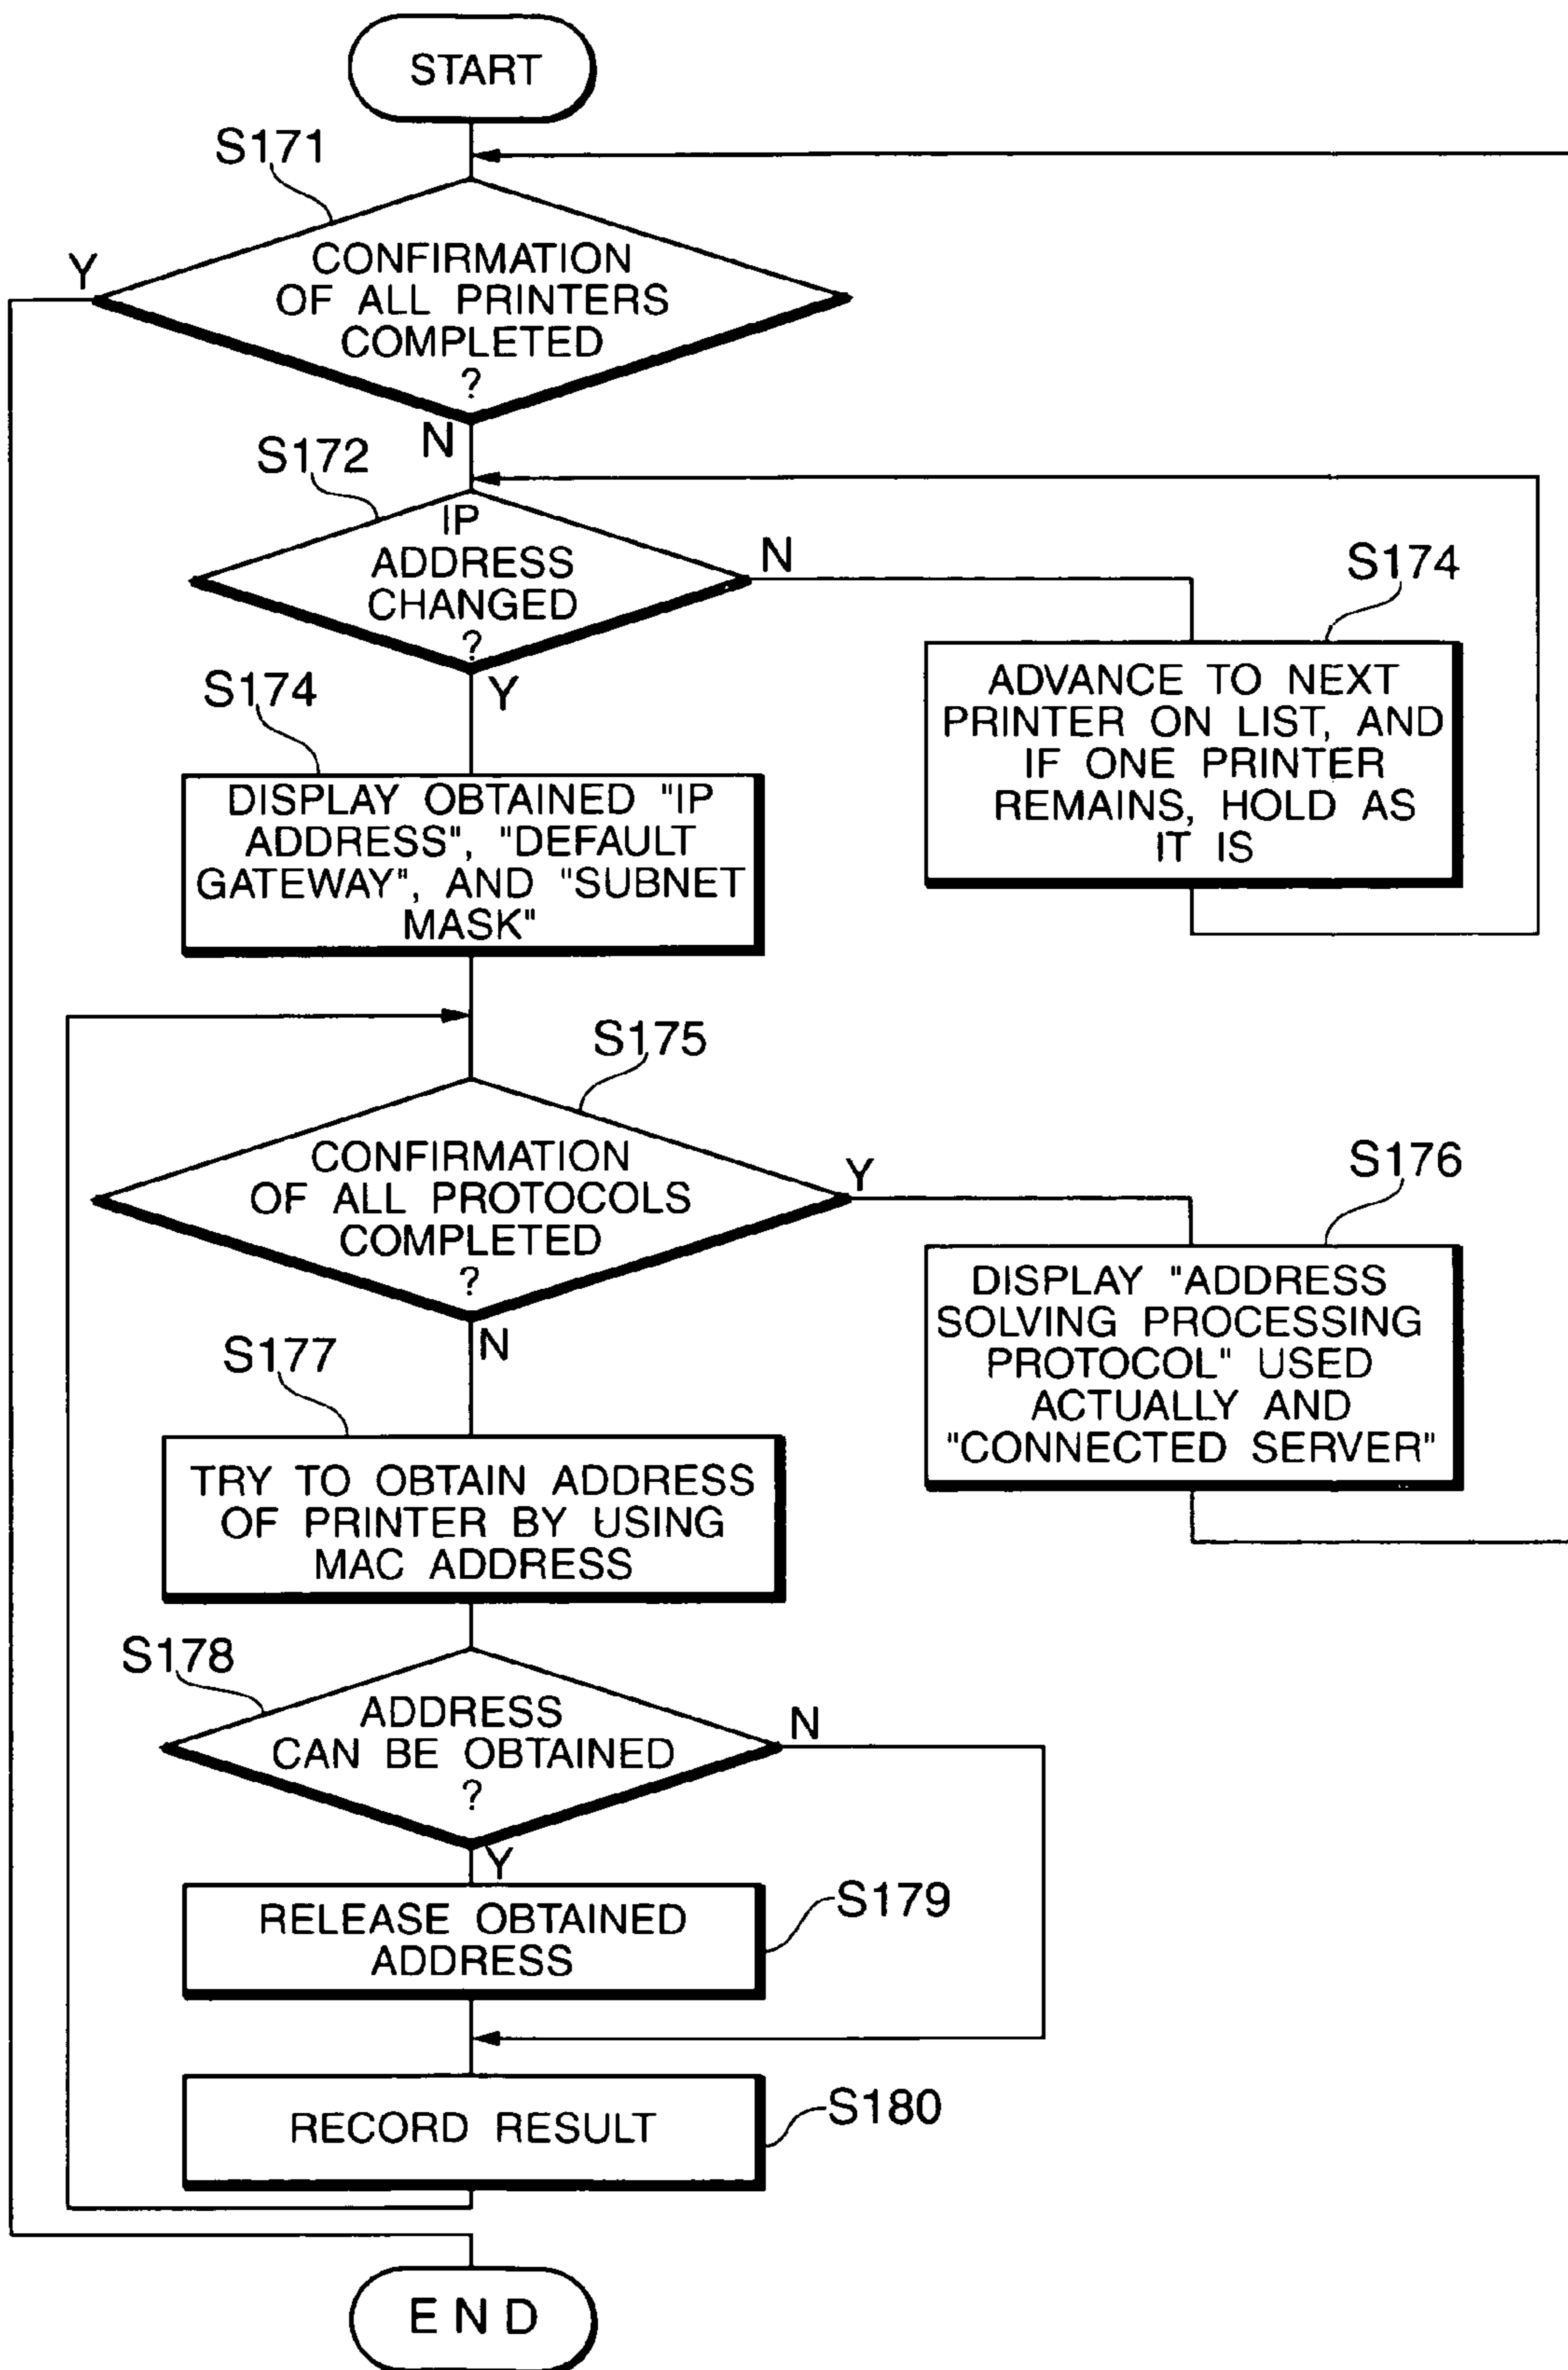 START
S171
Y
CONFIRMATION
OF ALL PRINTERS
COMPLETED
?
N
S172
IP
ADDRESS
CHANGED
?
N
S174
ADVANCE TO NEXT
PRINTER ON LIST, AND
IF ONE PRINTER
REMAINS, HOLD AS
IT IS
Y
S174
DISPLAY OBTAINED "IP
ADDRESS", "DEFAULT
GATEWAY", AND "SUBNET
MASK"
S175
CONFIRMATION
OF ALL PROTOCOLS
COMPLETED
?
Y
S176
DISPLAY "ADDRESS
SOLVING PROCESSING
PROTOCOL" USED
ACTUALLY AND
"CONNECTED SERVER"
N
S177
TRY TO OBTAIN ADDRESS
OF PRINTER BY USING
MAC ADDRESS
S178
ADDRESS
CAN BE OBTAINED
?
N
Y
RELEASE OBTAINED
ADDRESS
S179
RECORD RESULT
S180
END